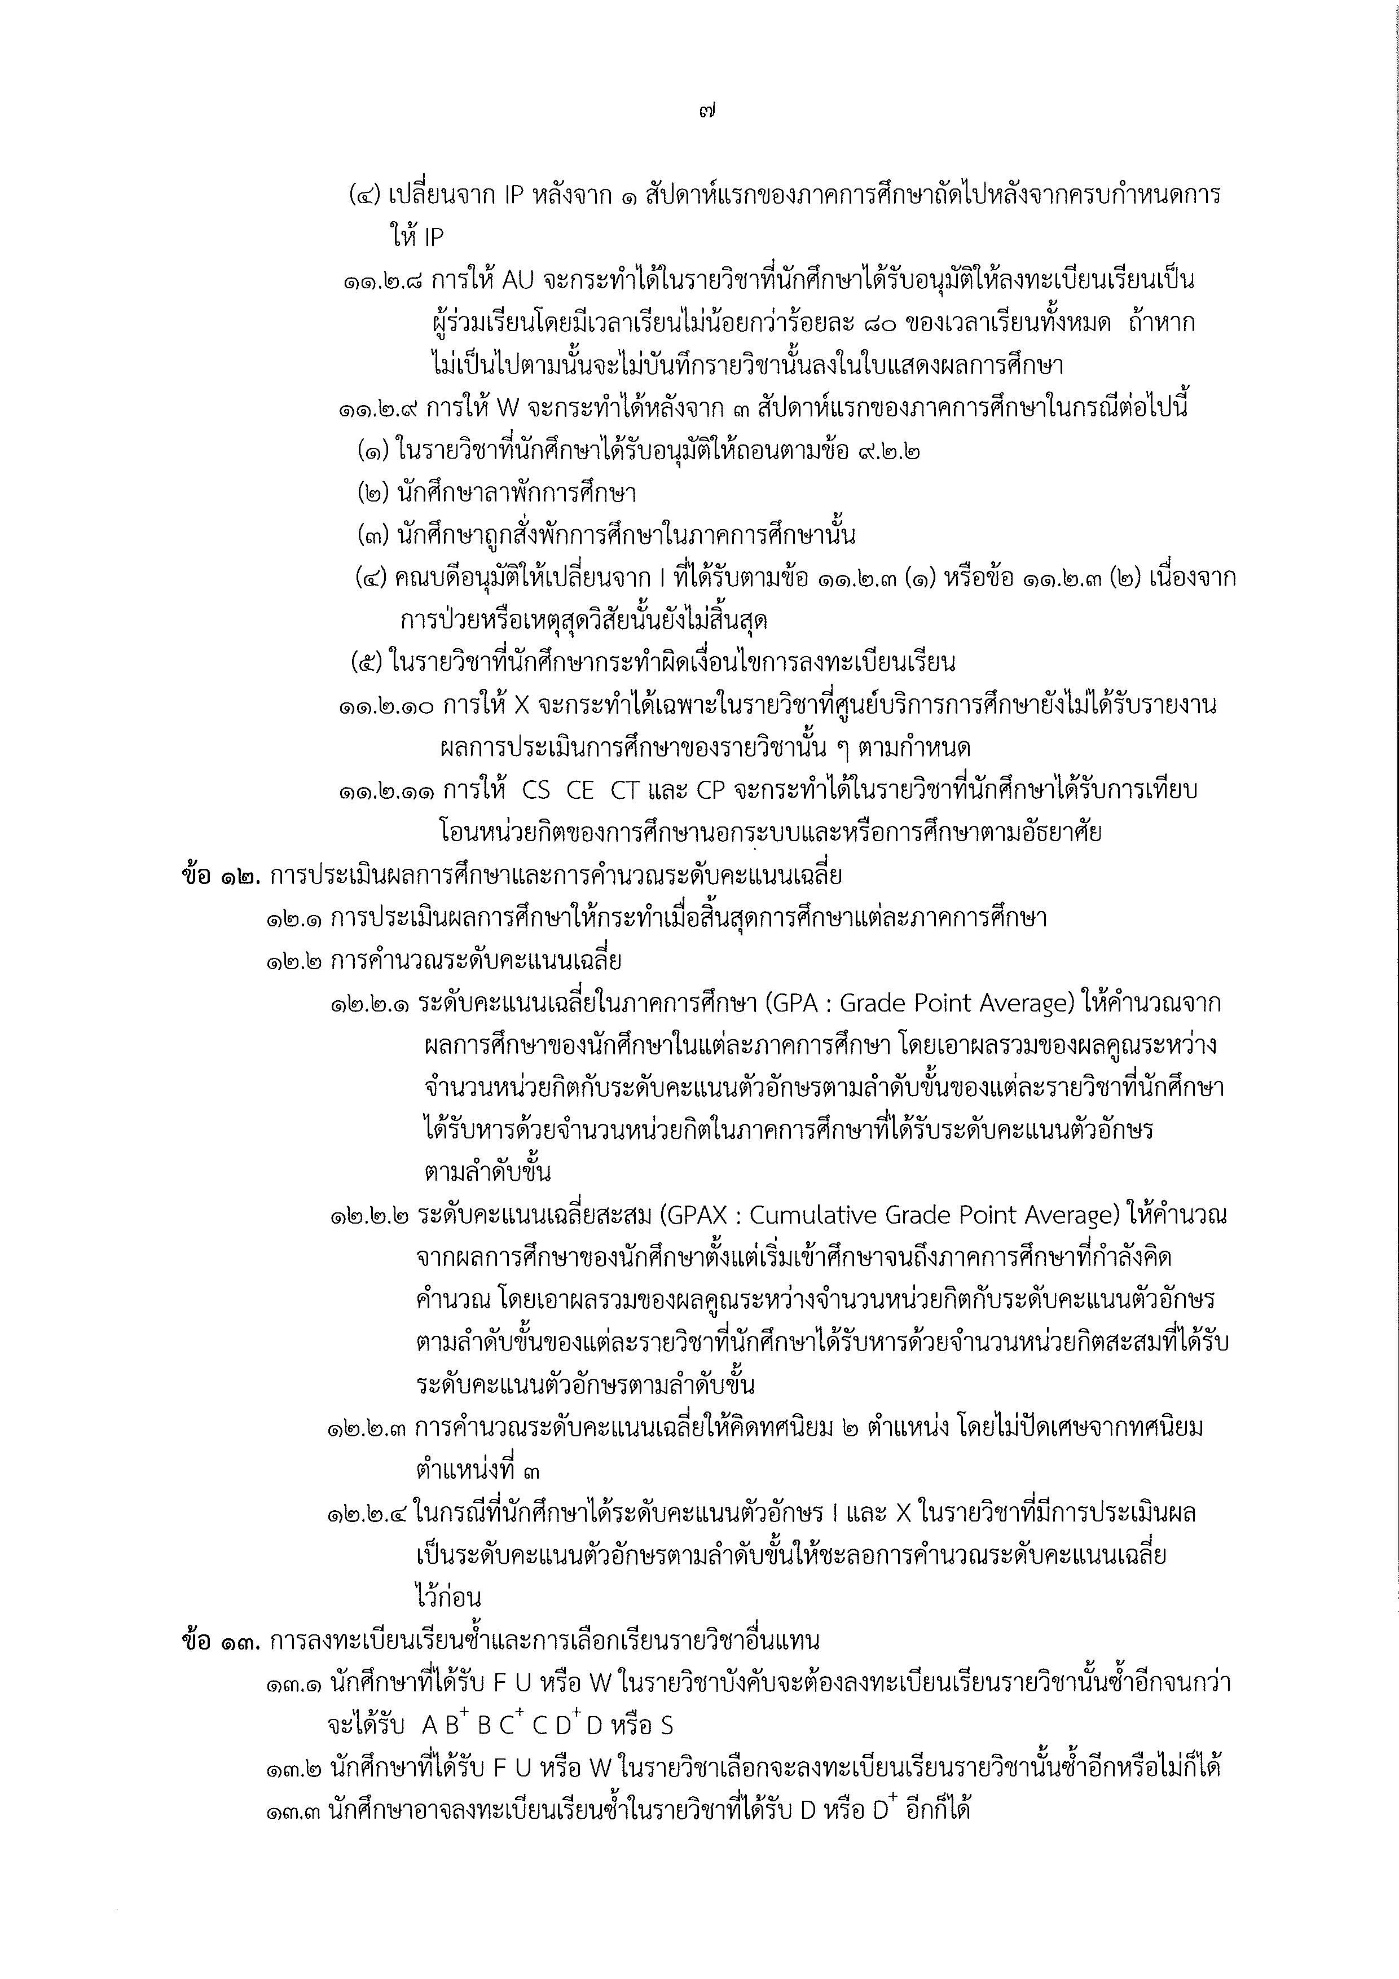 ๗
(๔) เปลี่ยนจาก IP หลังจาก ๑ สัปดาห์แรกของภาคการศึกษาถัดไปหลังจากครบกำหนดการ
ให้ IP
๑๑.๒.๘ การให้ AU จะกระทำได้ในรายวิชาที่นักศึกษาได้รับอนุมัติให้ลงทะเบียนเรียนเป็น
ผู้ร่วมเรียนโดยมีเวลาเรียนไม่น้อยกว่าร้อยละ ๘๐ ของเวลาเรียนทั้งหมด ถ้าหาก
ไม่เป็นไปตามนั้นจะไม่บันทึกรายวิชานั้นลงในใบแสดงผลการศึกษา
๑๑.๒.๙ การให้ W จะกระทำได้หลังจาก ๓ สัปดาห์แรกของภาคการศึกษาในกรณีต่อไปนี้
(๑) ในรายวิชาที่นักศึกษาได้รับอนุมัติให้ถอนตามข้อ ๙.๒.๒
(๒) นักศึกษาลาพักการศึกษา
(๓) นักศึกษาถูกสั่งพักการศึกษาในภาคการศึกษานั้น
(๔) คณบดีอนุมัติให้เปลี่ยนจาก I ที่ได้รับตามข้อ ๑๑.๒.๓ (๑) หรือข้อ ๑๑.๒.๓ (๒) เนื่องจาก
การป่วยหรือเหตุสุดวิสัยนั้นยังไม่สิ้นสุด
(๕) ในรายวิชาที่นักศึกษากระทำผิดเงื่อนไขการลงทะเบียนเรียน
๑๑.๒.๑๐ การให้ X จะกระทำได้เฉพาะในรายวิชาที่ศูนย์บริการการศึกษายังไม่ได้รับรายงาน
ผลการประเมินการศึกษาของรายวิชานั้น ๆ ตามกำหนด
๑๑.๒.๑๑ การให้ CS CE CT และ CP จะกระทำได้ในรายวิชาที่นักศึกษาได้รับการเทียบ
โอนหน่วยกิตของการศึกษานอกระบบและหรือการศึกษาตามอัธยาศัย
ข้อ ๑๒. การประเมินผลการศึกษาและการคำนวณระดับคะแนนเฉลี่ย
๑๒.๑ การประเมินผลการศึกษาให้กระทำเมื่อสิ้นสุดการศึกษาแต่ละภาคการศึกษา
๑๒.๒ การคำนวณระดับคะแนนเฉลี่ย
๑๒.๒.๑ ระดับคะแนนเฉลี่ยในภาคการศึกษา (GPA : Grade Point Average) ให้คำนวณจาก
ผลการศึกษาของนักศึกษาในแต่ละภาคการศึกษา โดยเอาผลรวมของผลคูณระหว่าง
จำนวนหน่วยกิตกับระดับคะแนนตัวอักษรตามลำดับขั้นของแต่ละรายวิชาที่นักศึกษา
ได้รับหารด้วยจำนวนหน่วยกิตในภาคการศึกษาที่ได้รับระดับคะแนนตัวอักษร
ตามลำดับขั้น
๑๒.๒.๒ ระดับคะแนนเฉลี่ยสะสม (GPAX : Cumulative Grade Point Average) ให้คำนวณ
จากผลการศึกษาของนักศึกษาตั้งแต่เริ่มเข้าศึกษาจนถึงภาคการศึกษาที่กำลังคิด
คำนวณ โดยเอาผลรวมของผลคูณระหว่างจำนวนหน่วยกิตกับระดับคะแนนตัวอักษร
ตามลำดับขั้นของแต่ละรายวิชาที่นักศึกษาได้รับหารด้วยจำนวนหน่วยกิตสะสมที่ได้รับ
ระดับคะแนนตัวอักษรตามลำดับขั้น
๑๒.๒.๓ การคำนวณระดับคะแนนเฉลี่ยให้คิดทศนิยม ๒ ตำแหน่ง โดยไม่ปัดเศษจากทศนิยม
ตำแหน่งที่ ๓
๑๒.๒.๔ ในกรณีที่นักศึกษาได้ระดับคะแนนตัวอักษร I และ X ในรายวิชาที่มีการประเมินผล
เป็นระดับคะแนนตัวอักษรตามลำดับขั้นให้ชะลอการคำนวณระดับคะแนนเฉลี่ย
ไว้ก่อน
ข้อ ๑๓. การลงทะเบียนเรียนซ้ำและการเลือกเรียนรายวิชาอื่นแทน
๑๓.๑ นักศึกษาที่ได้รับ F U หรือ W ในรายวิชาบังคับจะต้องลงทะเบียนเรียนรายวิชานั้นซ้ำอีกจนกว่า
จะได้รับ A B⁺ B C⁺ C D⁺ D หรือ S
๑๓.๒ นักศึกษาที่ได้รับ F U หรือ W ในรายวิชาเลือกจะลงทะเบียนเรียนรายวิชานั้นซ้ำอีกหรือไม่ก็ได้
๑๓.๓ นักศึกษาอาจลงทะเบียนเรียนซ้ำในรายวิชาที่ได้รับ D หรือ D⁺ อีกก็ได้